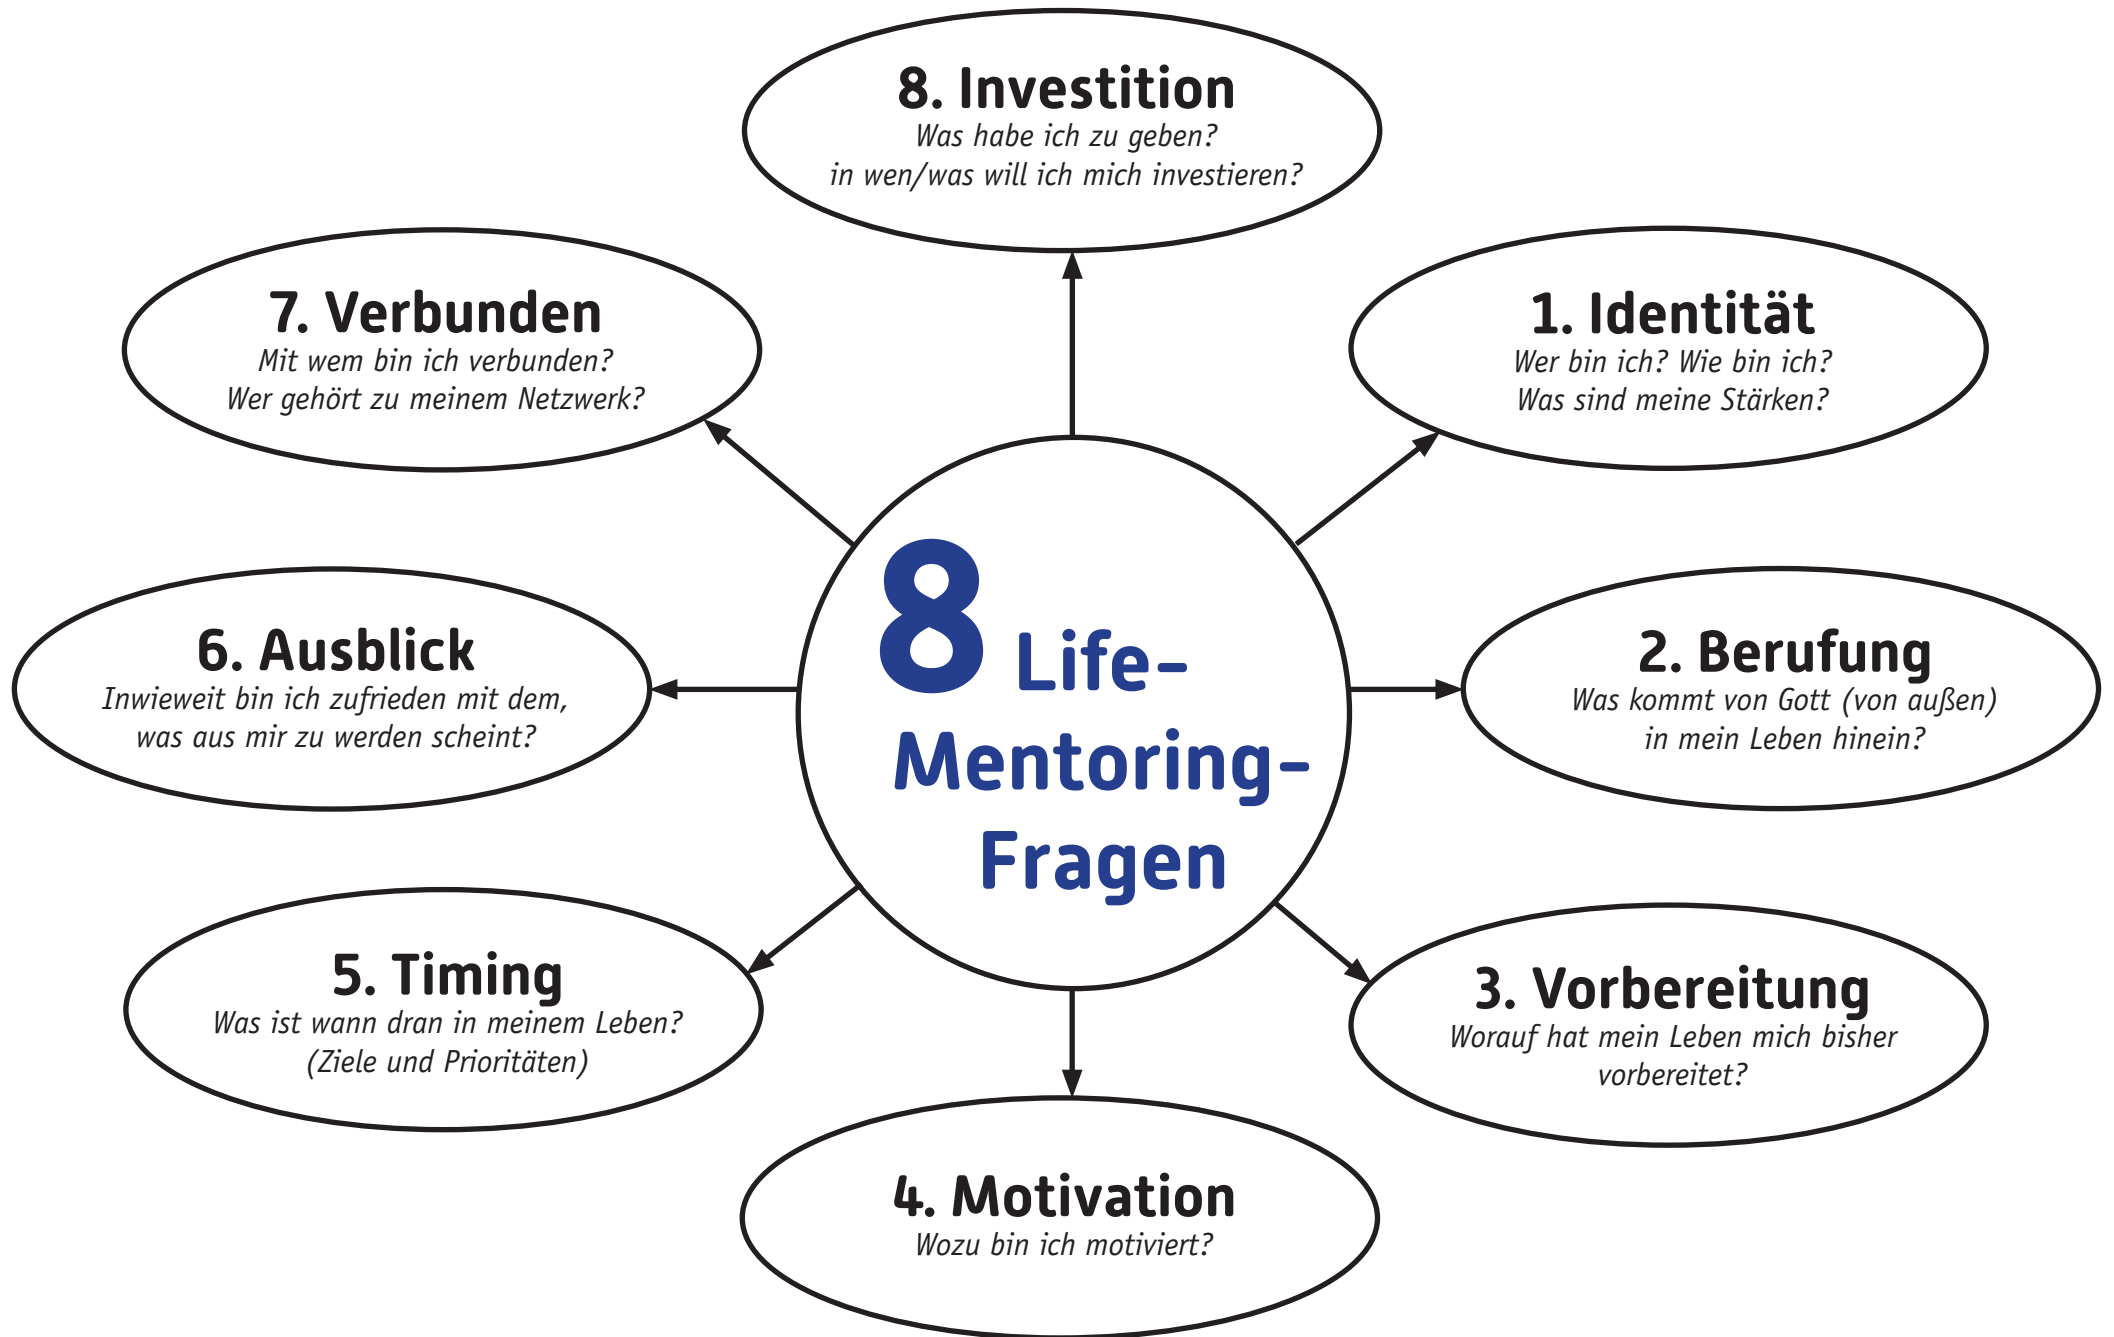 8. Investition
Was habe ich zu geben?
in wen/was will ich mich investieren?
7. Verbunden
Mit wem bin ich verbunden?
Wer gehört zu meinem Netzwerk?
1. Identität
Wer bin ich? Wie bin ich?
Was sind meine Stärken?
8 Life-
Mentoring-
Fragen
6. Ausblick
Inwieweit bin ich zufrieden mit dem,
was aus mir zu werden scheint?
2. Berufung
Was kommt von Gott (von außen)
in mein Leben hinein?
5. Timing
Was ist wann dran in meinem Leben?
(Ziele und Prioritäten)
3. Vorbereitung
Worauf hat mein Leben mich bisher
vorbereitet?
4. Motivation
Wozu bin ich motiviert?